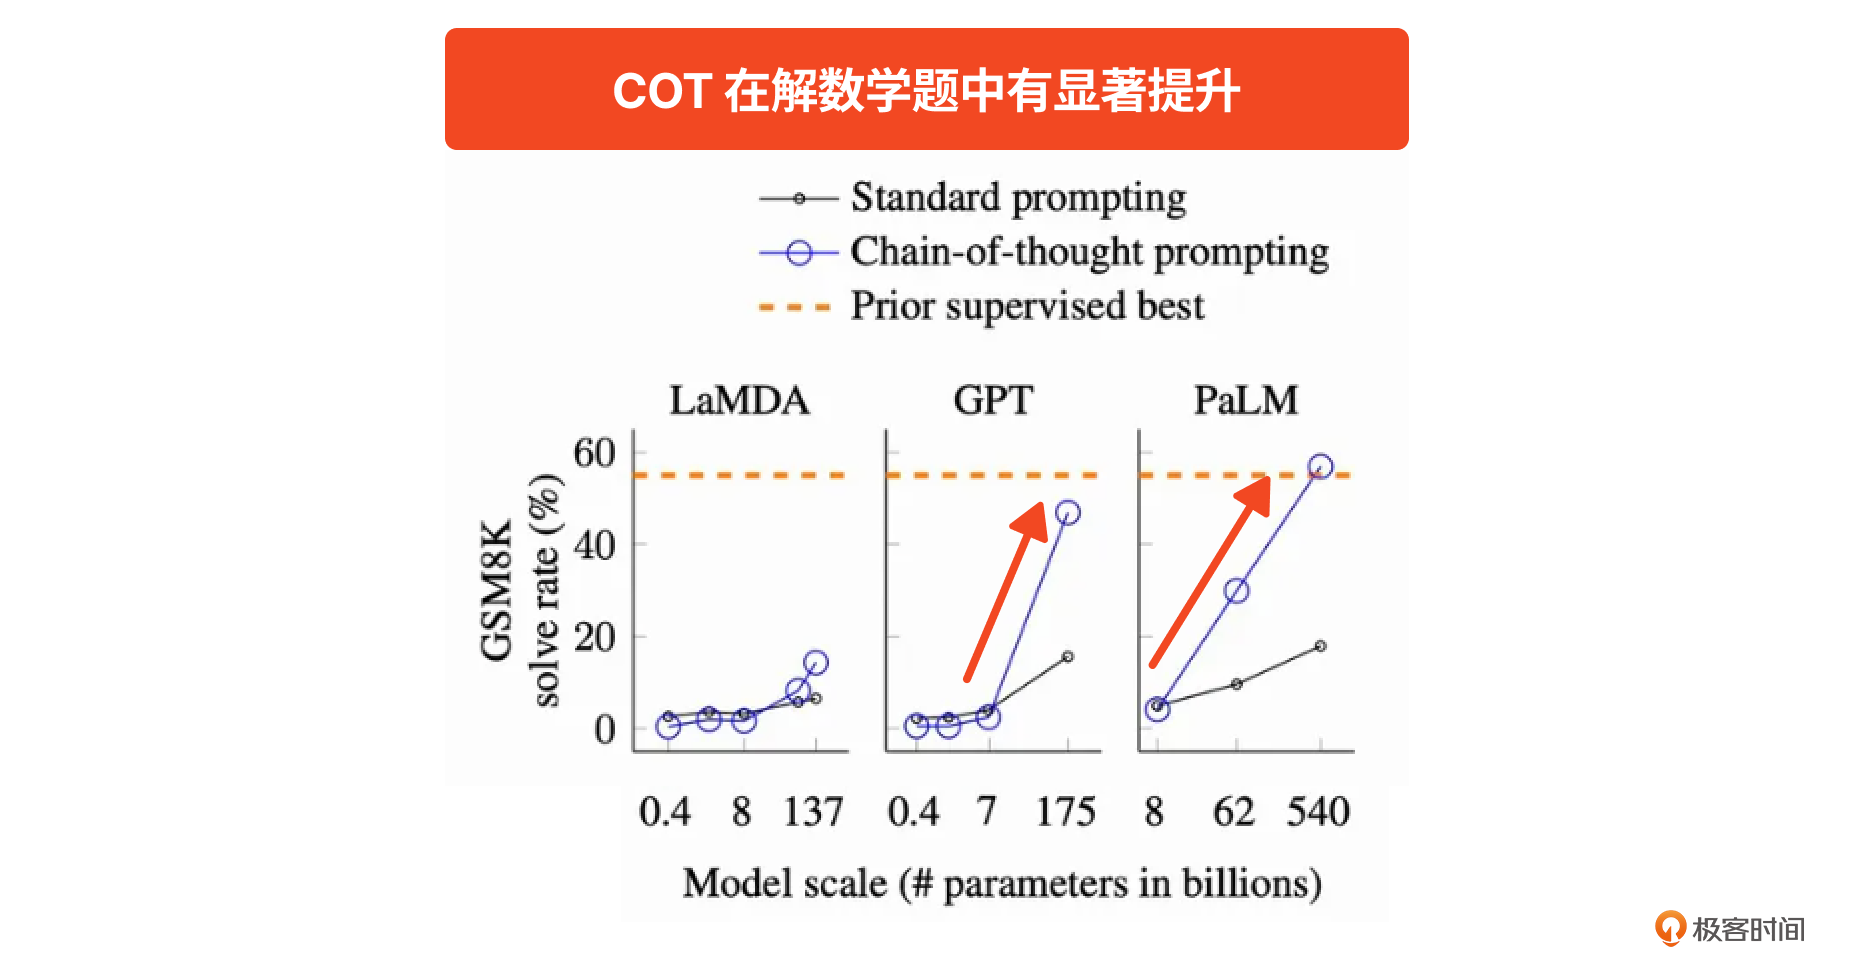 COT 在解数学题中有显著提升
Standard prompting
Chain-of-thought prompting
Prior supervised best
LaMDA GPT PaLM
GSM8K
solve rate (%)
60
40
20
0
0.4 8 137 0.4 7 175 8 62 540
Model scale (# parameters in billions)
极客时间